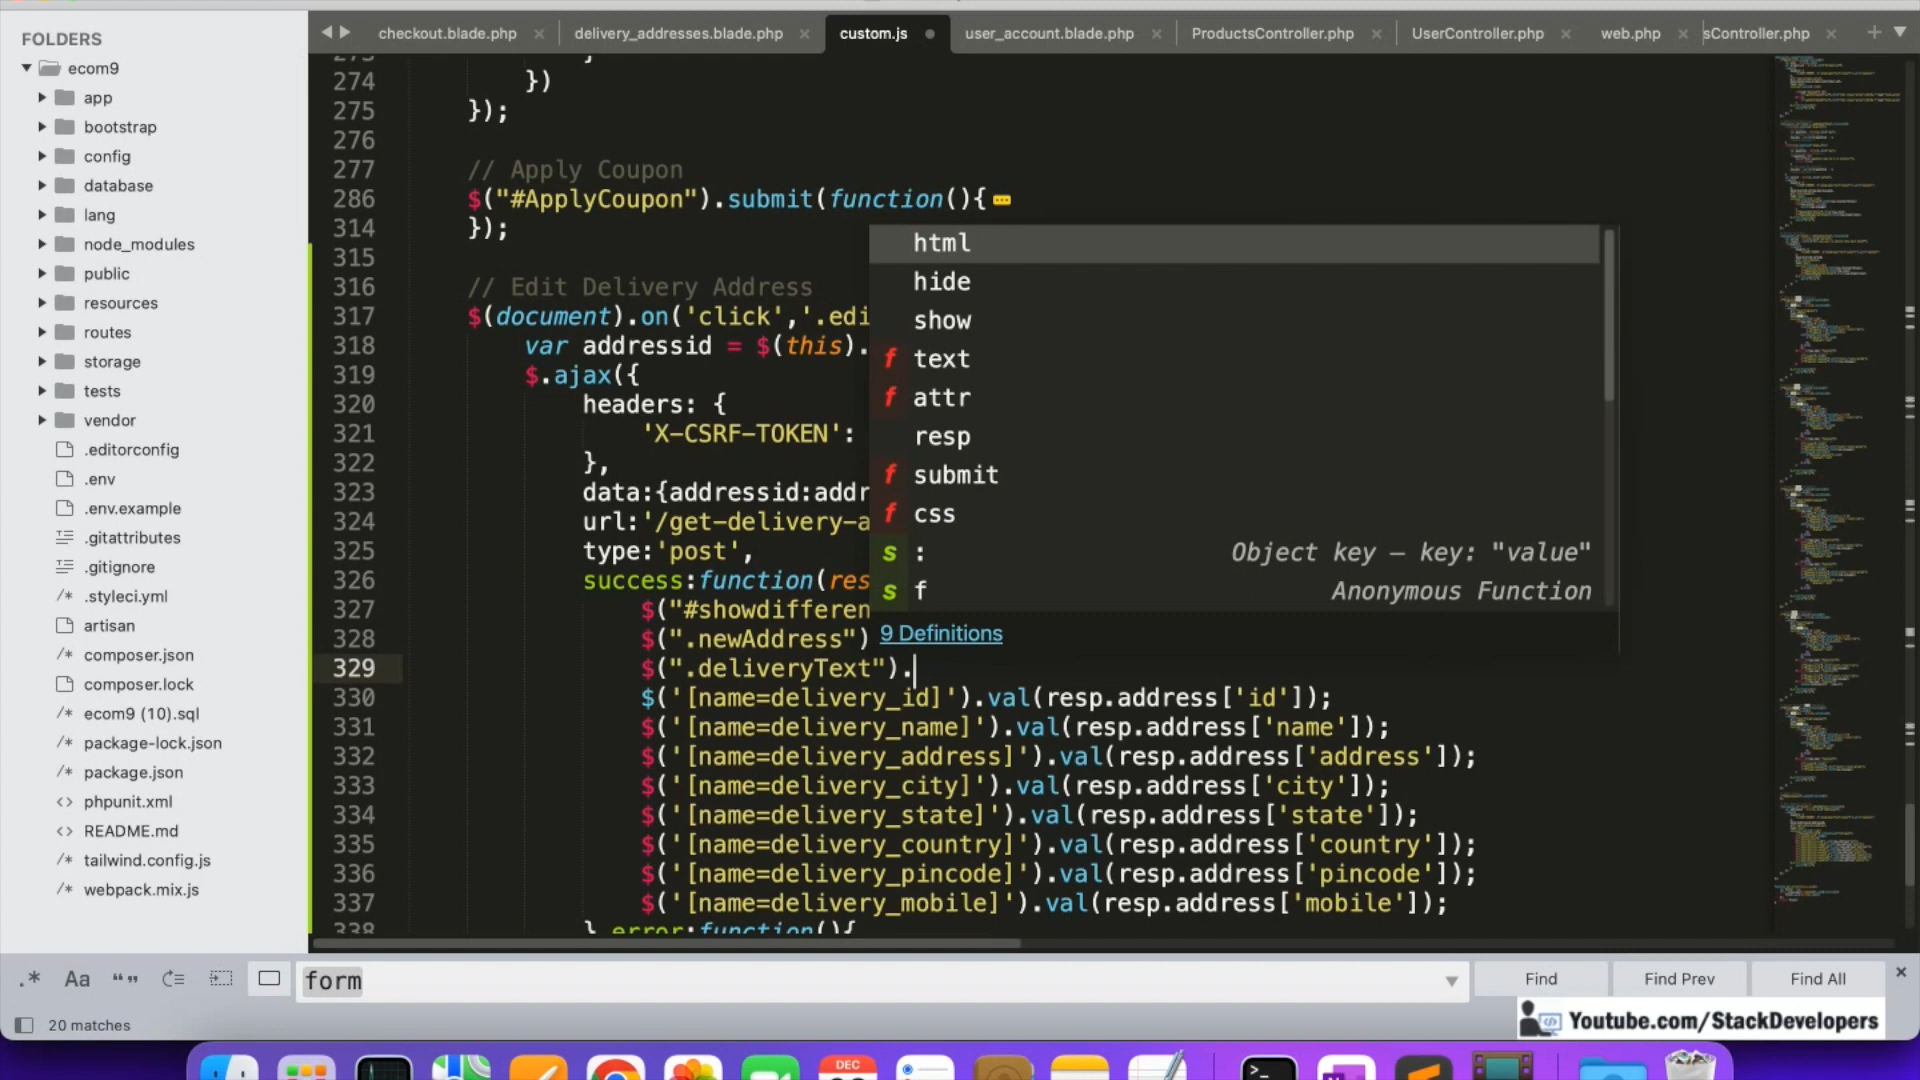 FOLDERS
ecom9
app
bootstrap
config
database
lang
node_modules
public
resources
routes
storage
tests
vendor
.editorconfig
.env
.env.example
.gitattributes
.gitignore
/* .styleci.yml
artisan
/* composer.json
composer.lock
/* ecom9 (10).sql
/* package-lock.json
/* package.json
<> phpunit.xml
<> README.md
/* tailwind.config.js
/* webpack.mix.js
checkout.blade.php × delivery_addresses.blade.php × custom.js user_account.blade.php × ProductsController.php × UserController.php × web.php × sController.php × +
274 })
275 });
276
277 // Apply Coupon
286 $("#ApplyCoupon").submit(function(){
314 });
315
316 // Edit Delivery Address
317 $(document).on('click','.edi
318 var addressid = $(this).
319 $.ajax({
320 headers: {
321 'X-CSRF-TOKEN':
322 },
323 data:{addressid:addr
324 url:'/get-delivery-a
325 type:'post',
326 success:function(res
327 $("#showdifferen
328 $(".newAddress")
329 $(".deliveryText").
330 $('[name=delivery_id]').val(resp.address['id']);
331 $('[name=delivery_name]').val(resp.address['name']);
332 $('[name=delivery_address]').val(resp.address['address']);
333 $('[name=delivery_city]').val(resp.address['city']);
334 $('[name=delivery_state]').val(resp.address['state']);
335 $('[name=delivery_country]').val(resp.address['country']);
336 $('[name=delivery_pincode]').val(resp.address['pincode']);
337 $('[name=delivery_mobile]').val(resp.address['mobile']);
338 }.error:function(){
html
hide
show
f text
f attr
resp
f submit
f css
s : Object key – key: "value"
s f Anonymous Function
9 Definitions
.* Aa “ ” form Find Find Prev Find All ×
20 matches
Youtube.com/StackDevelopers
DEC